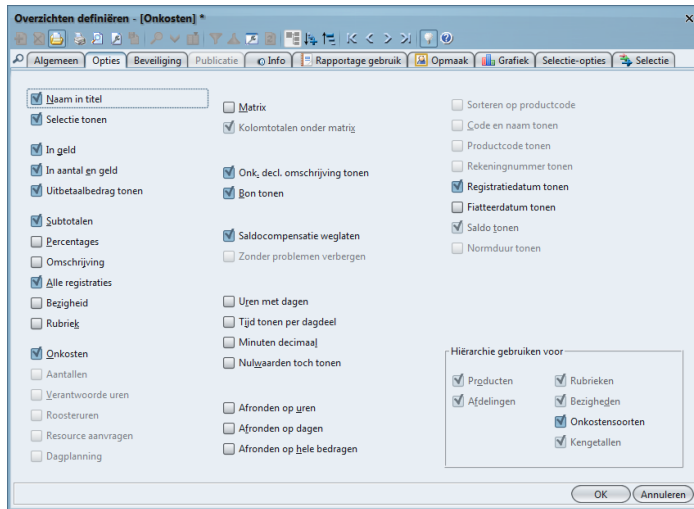 Overzichten definiëren - [Onkosten] *
Algemeen
Opties
Beveiliging
Publicatie
Info
Rapportage gebruik
Opmaak
Grafiek
Selectie-opties
Selectie
Naam in titel
Selectie tonen
In geld
In aantal en geld
Uitbetaalbedrag tonen
Subtotalen
Percentages
Omschrijving
Alle registraties
Bezigheid
Rubriek
Onkosten
Aantallen
Verantwoorde uren
Roosteruren
Resource aanvragen
Dagplanning
Matrix
Kolomtotalen onder matrix
Onk. decl. omschrijving tonen
Bon tonen
Saldocompensatie weglaten
Zonder problemen verbergen
Uren met dagen
Tijd tonen per dagdeel
Minuten decimaal
Nulwaarden toch tonen
Afronden op uren
Afronden op dagen
Afronden op hele bedragen
Sorteren op productcode
Code en naam tonen
Productcode tonen
Rekeningnummer tonen
Registratiedatum tonen
Fiatteerdatum tonen
Saldo tonen
Normduur tonen
Hiërarchie gebruiken voor
Producten
Afdelingen
Rubrieken
Bezigheden
Onkostensoorten
Kengetallen
OK
Annuleren